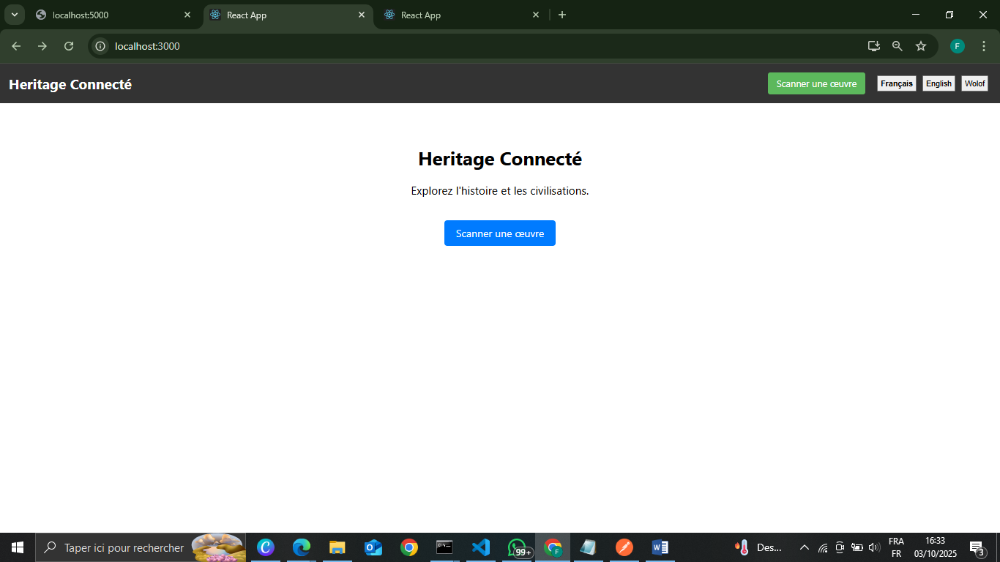 localhost:5000
React App
React App
localhost:3000
F
Heritage Connecté
Scanner une œuvre
Français
English
Wolof
Heritage Connecté
Explorez l'histoire et les civilisations.
Scanner une œuvre
Taper ici pour rechercher
99+
F
Des...
FRA
FR
16:33
03/10/2025
3